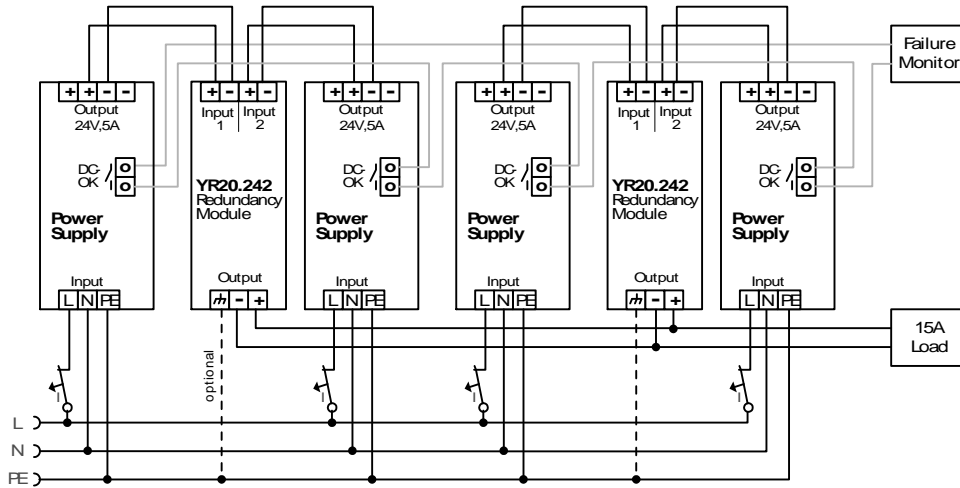 Failure
Monitor
+ + - -
Output
24V,5A
DC-
OK
Power
Supply
Input
L N PE
+ - + -
Input
1
Input
2
YR20.242
Redundancy
Module
Output
- +
+ + - -
Output
24V,5A
DC-
OK
Power
Supply
Input
L N PE
+ + - -
Output
24V,5A
DC-
OK
Power
Supply
Input
L N PE
+ - + -
Input
1
Input
2
YR20.242
Redundancy
Module
Output
- +
+ + - -
Output
24V,5A
DC-
OK
Power
Supply
Input
L N PE
15A
Load
optional
I
I
I
I
L
N
PE